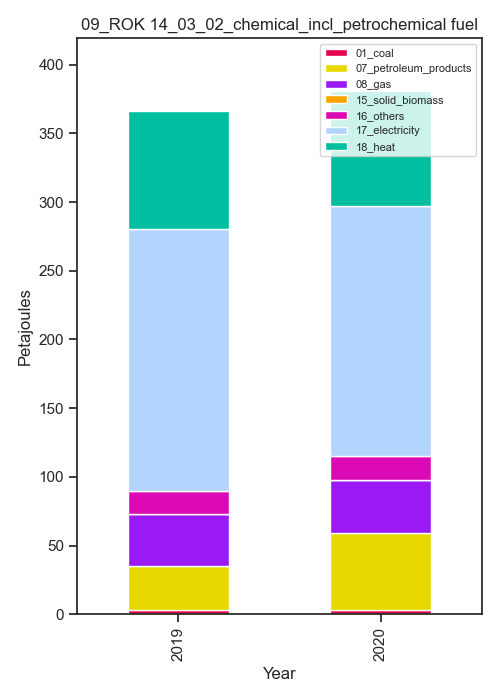 09_ROK 14_03_02_chemical_incl_petrochemical fuel
400
350
300
250
200
150
100
50
0
Petajoules
01_coal
07_petroleum_products
08_gas
15_solid_biomass
16_others
17_electricity
18_heat
2019
2020
Year